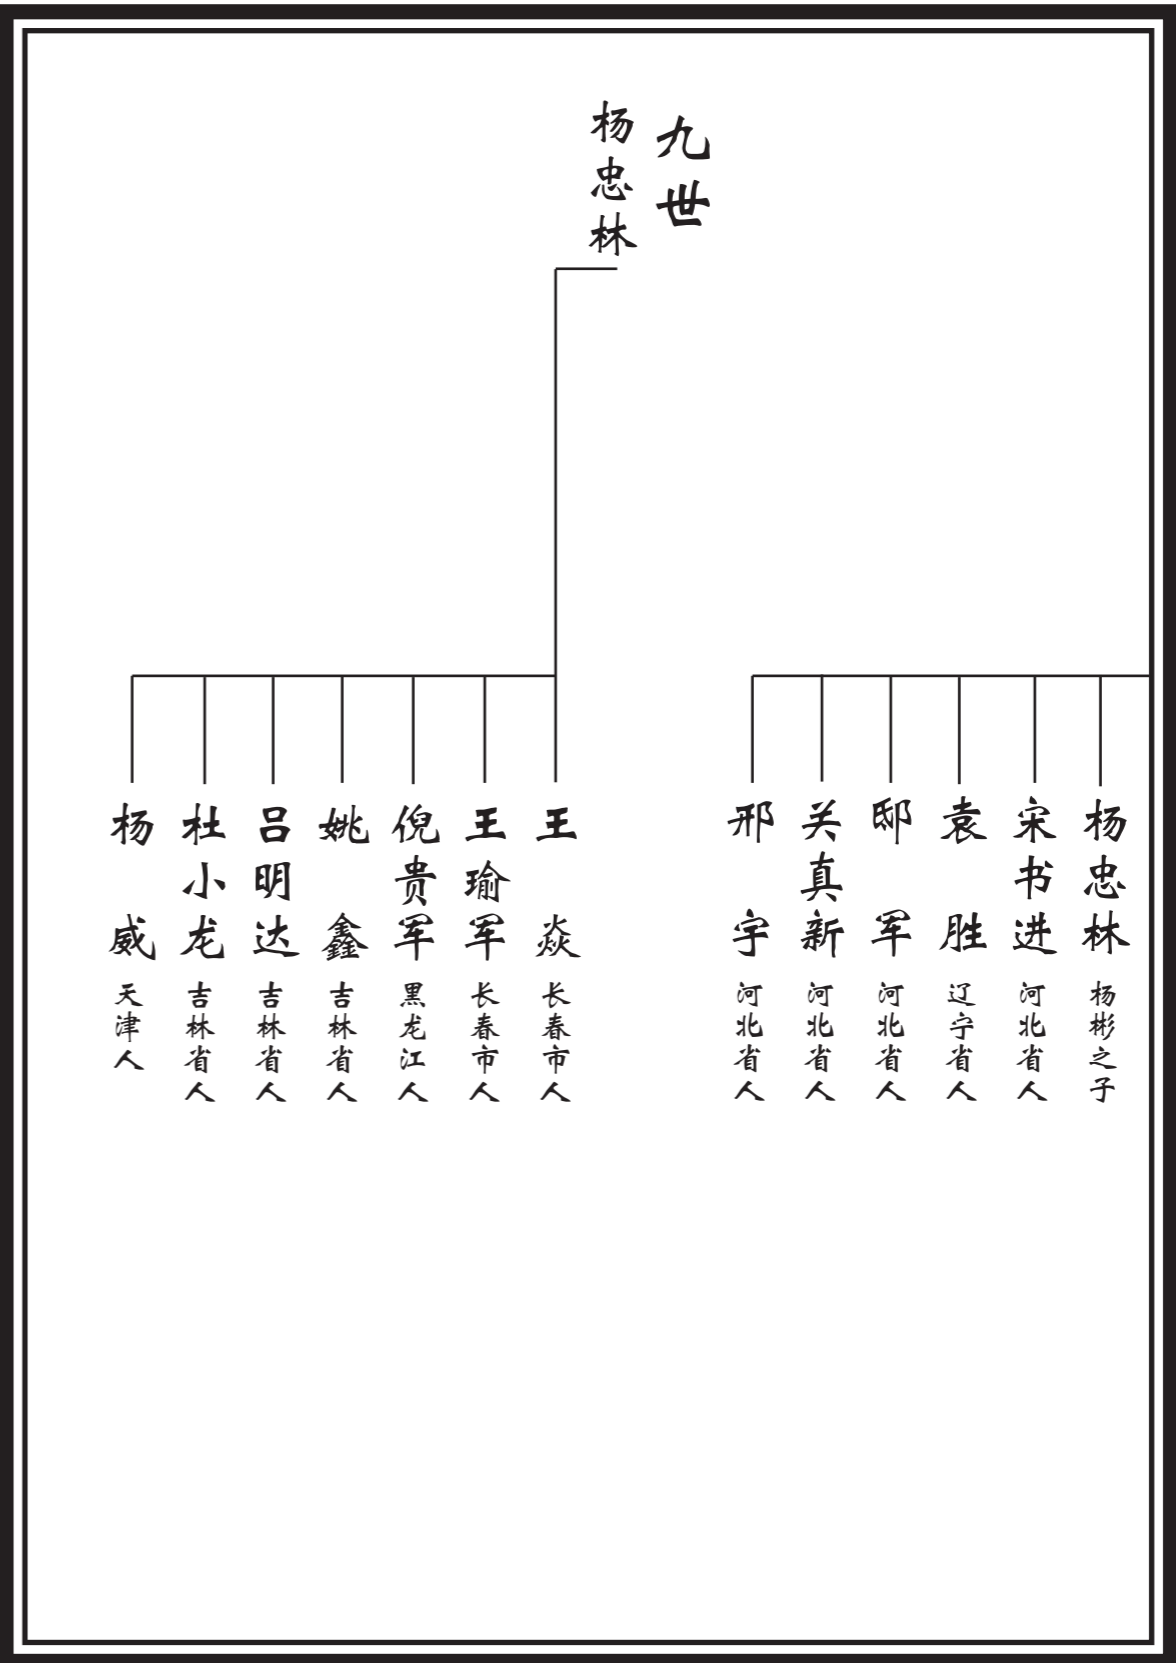 九世
杨忠林
杨忠林
杨彬之子
宋书进
河北省人
袁胜
辽宁省人
邸军
河北省人
关真新
河北省人
邢宇
河北省人
王焱
长春市人
王瑜军
长春市人
倪贵军
黑龙江人
姚鑫
吉林省人
吕明达
吉林省人
杜小龙
吉林省人
杨威
天津人